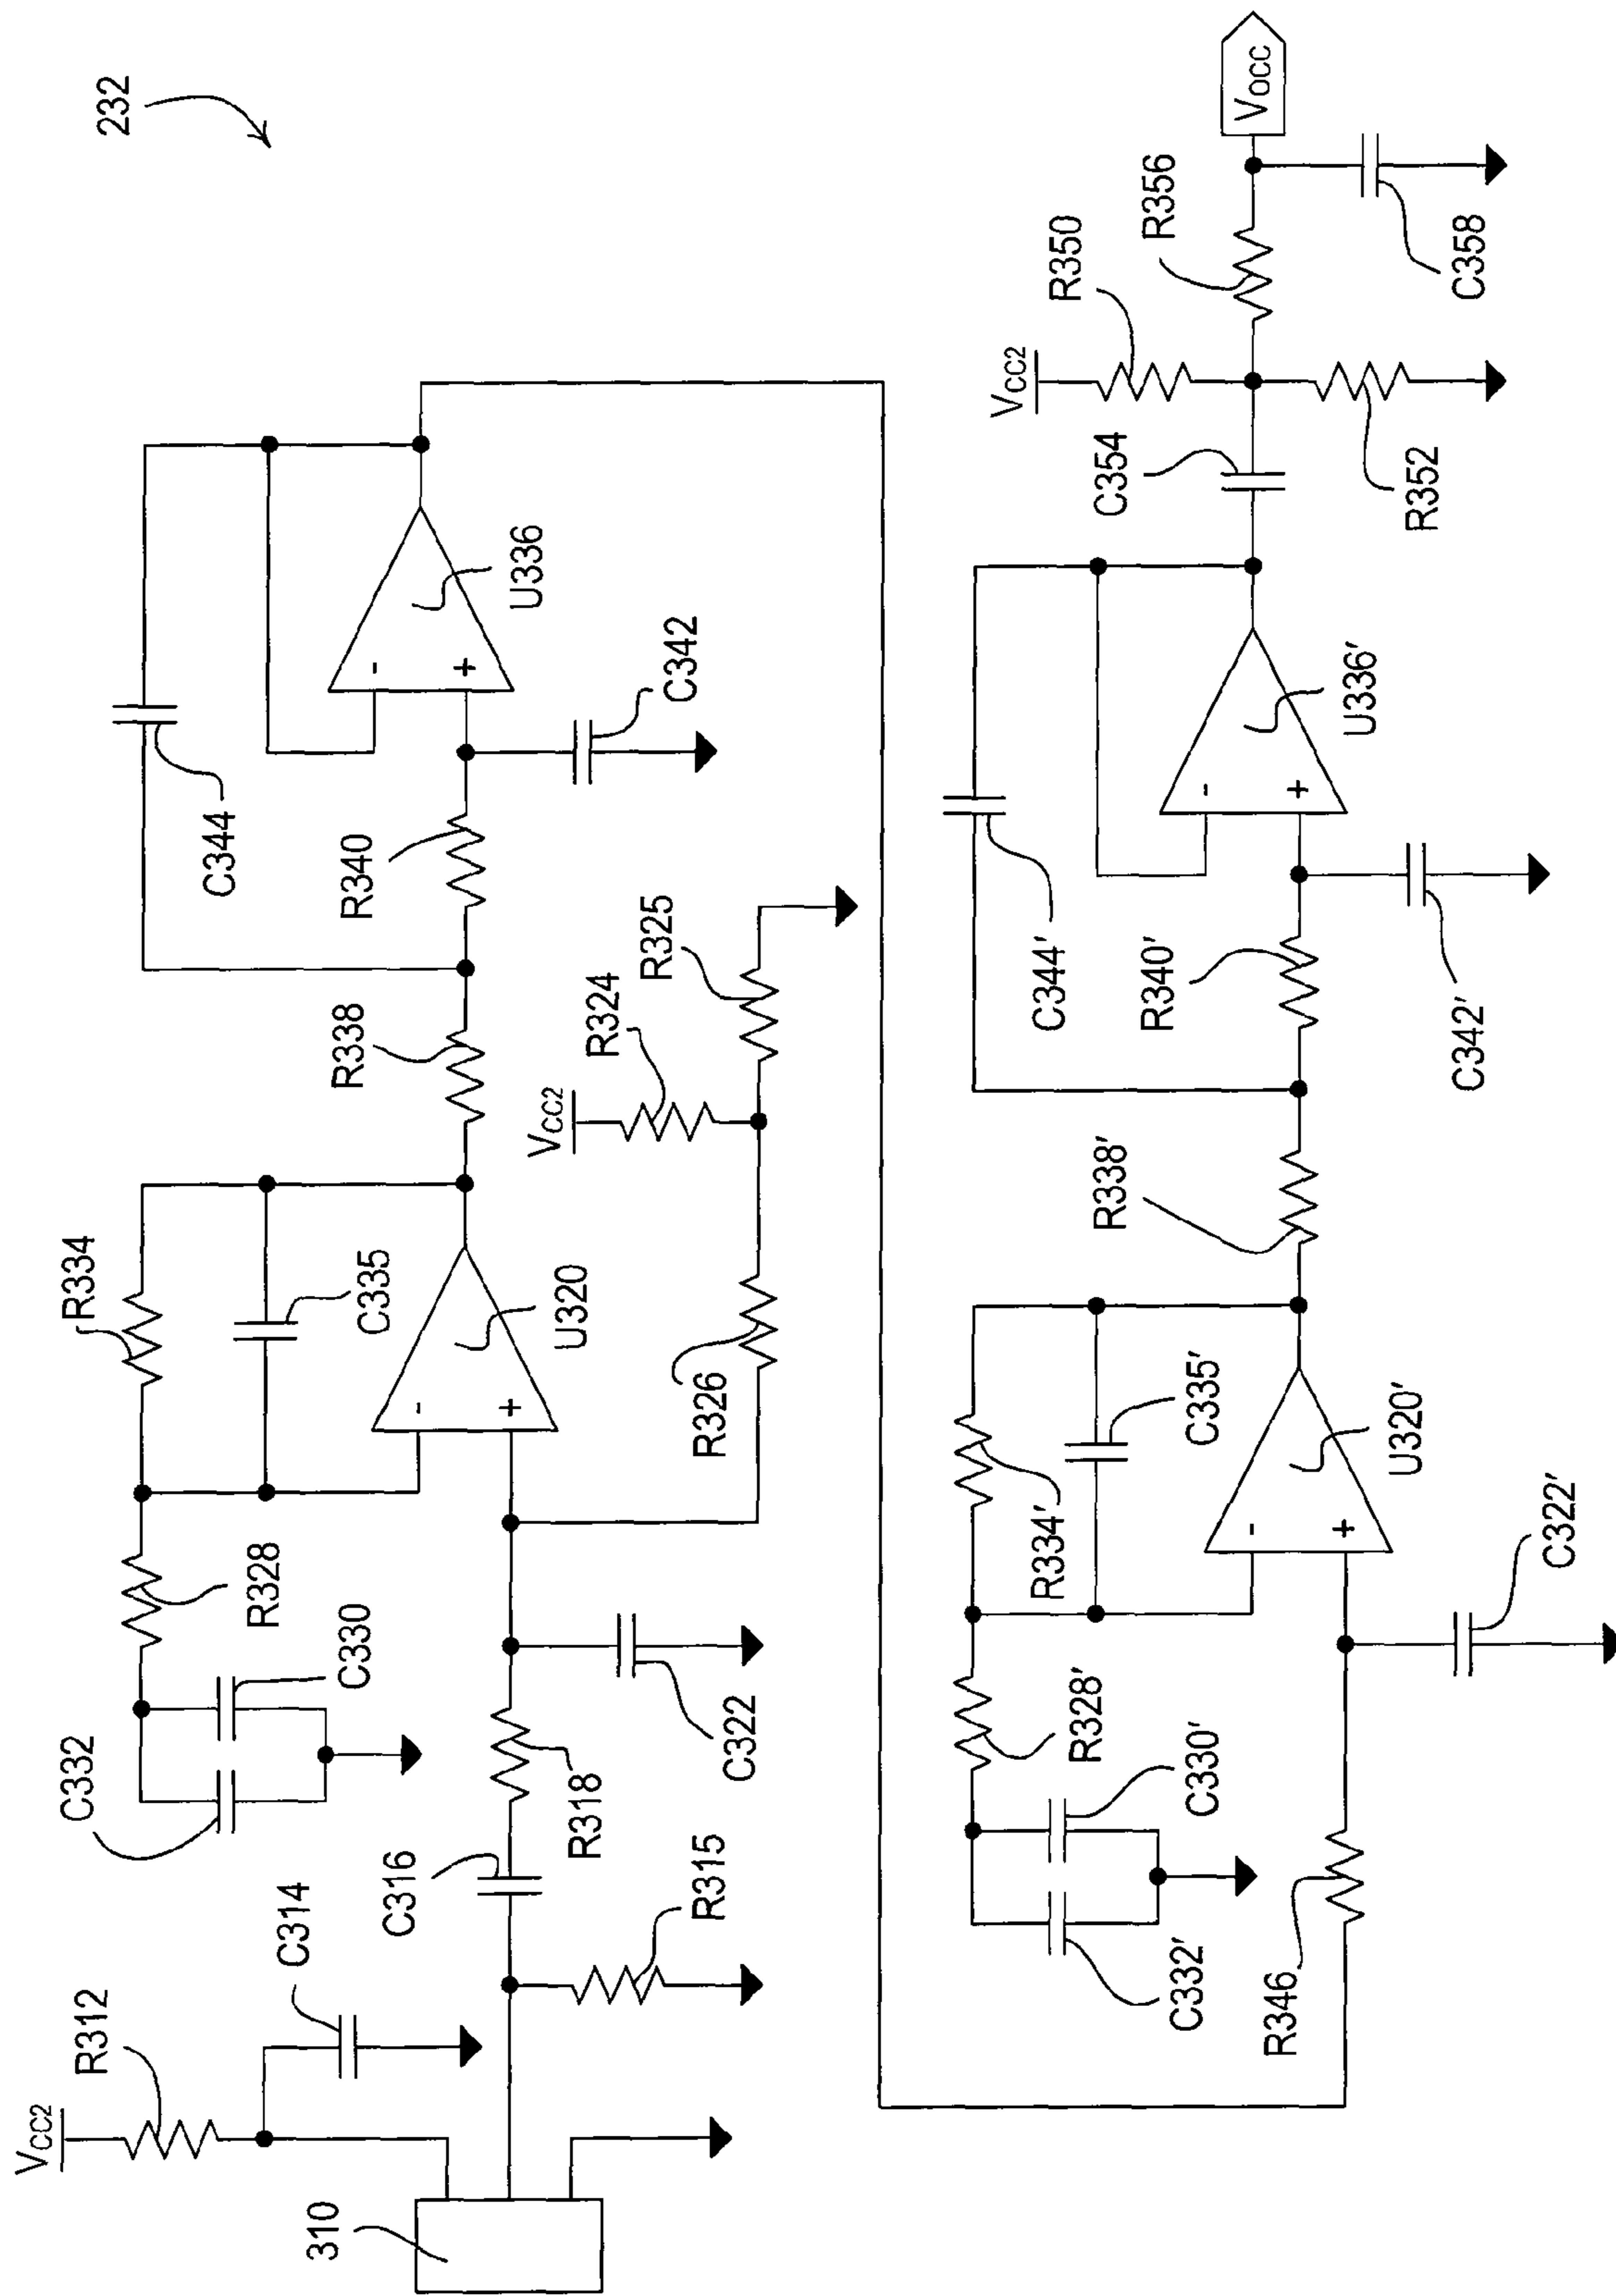 232
VCC2
R312
310
C314
C316
R315
R318
C322
C332
C330
R328
R334
C335
U320
R326
VCC2
R324
R325
R338
R340
C344
C342
U336
R346
C332'
C330'
R328'
R334'
C335'
U320'
C322'
R338'
R340'
C344'
C342'
U336'
C354
VCC2
R350
R352
R356
C358
VOCC
-
+
-
+
-
+
-
+